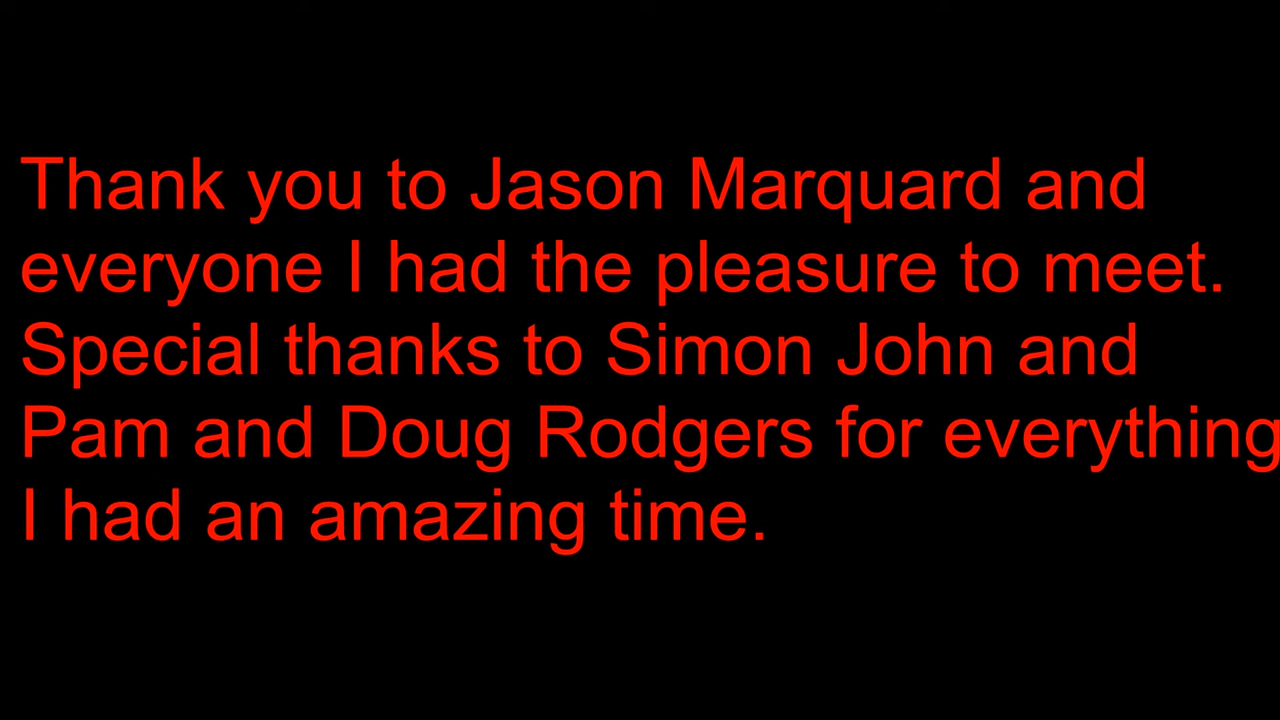 Thank you to Jason Marquard and
everyone I had the pleasure to meet.
Special thanks to Simon John and
Pam and Doug Rodgers for everything
I had an amazing time.